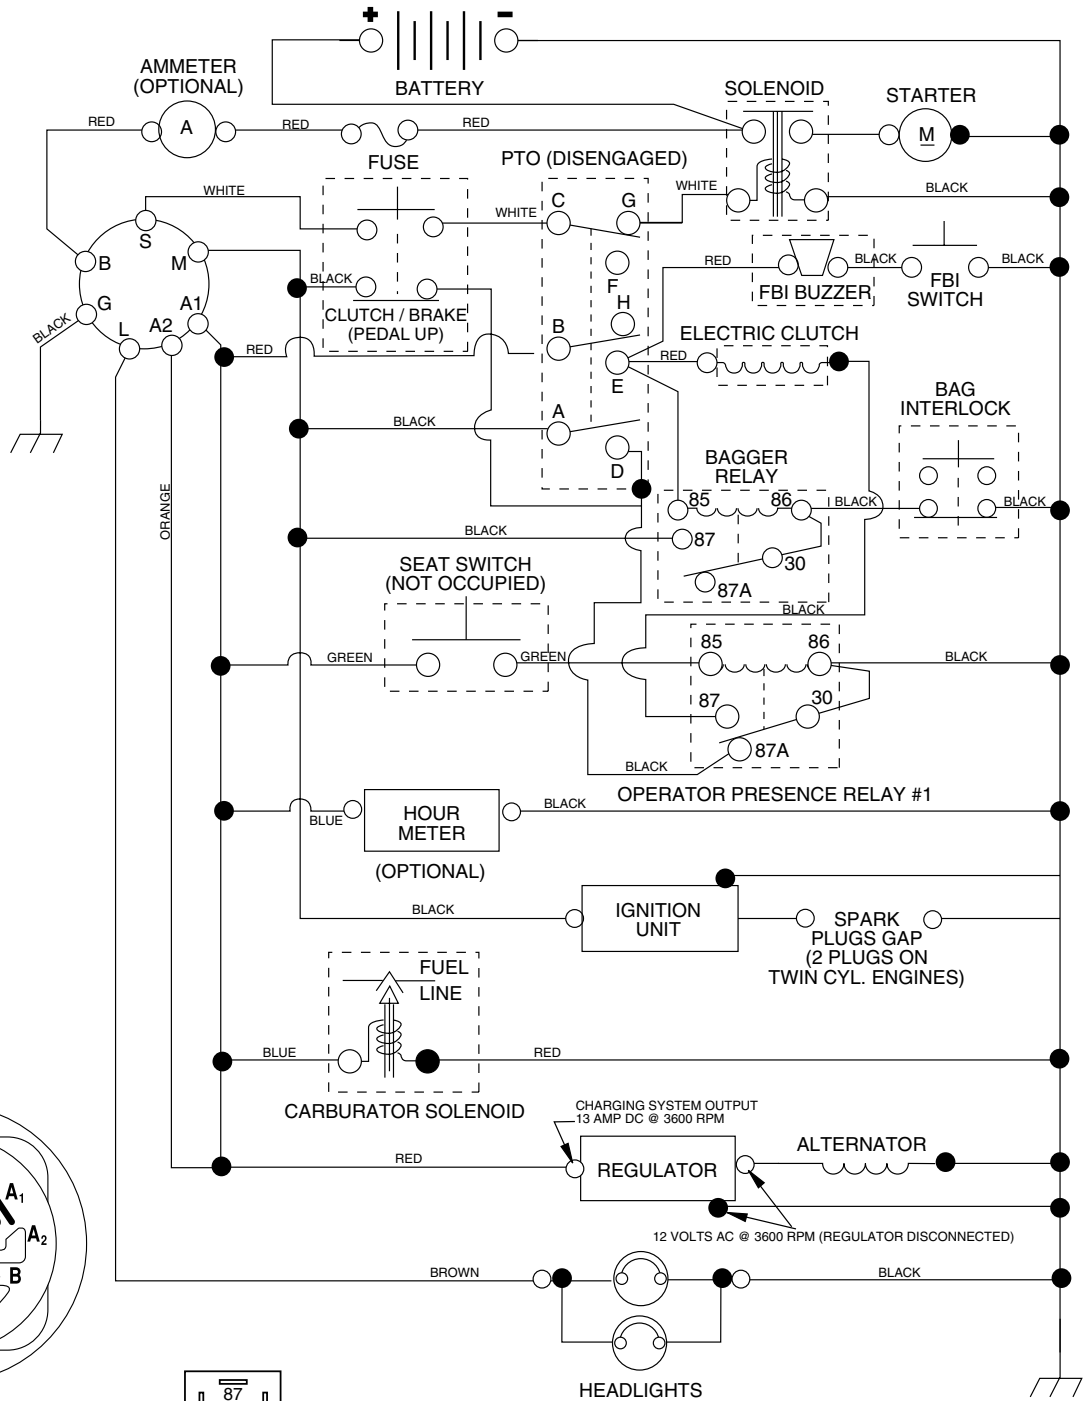 + -
BATTERY
AMMETER
(OPTIONAL)
SOLENOID
STARTER
RED
A
RED
RED
M
FUSE
PTO (DISENGAGED)
WHITE
WHITE
C
G
WHITE
BLACK
S
B
M
F
RED
BLACK
BLACK
FBI BUZZER
FBI
SWITCH
BLACK
CLUTCH / BRAKE
(PEDAL UP)
G
A1
L
A2
BLACK
H
B
ELECTRIC CLUTCH
RED
RED
E
BAG
INTERLOCK
A
BLACK
D
BAGGER
RELAY
ORANGE
85
86
BLACK
BLACK
BLACK
87
30
87A
SEAT SWITCH
(NOT OCCUPIED)
BLACK
GREEN
GREEN
85
86
BLACK
87
30
87A
BLACK
OPERATOR PRESENCE RELAY #1
BLUE
HOUR
METER
BLACK
(OPTIONAL)
BLACK
IGNITION
UNIT
SPARK
PLUGS GAP
(2 PLUGS ON
TWIN CYL. ENGINES)
FUEL
LINE
BLUE
RED
CARBURATOR SOLENOID
CHARGING SYSTEM OUTPUT
13 AMP DC @ 3600 RPM
RED
REGULATOR
ALTERNATOR
12 VOLTS AC @ 3600 RPM (REGULATOR DISCONNECTED)
A1
A2
B
BROWN
BLACK
HEADLIGHTS
87